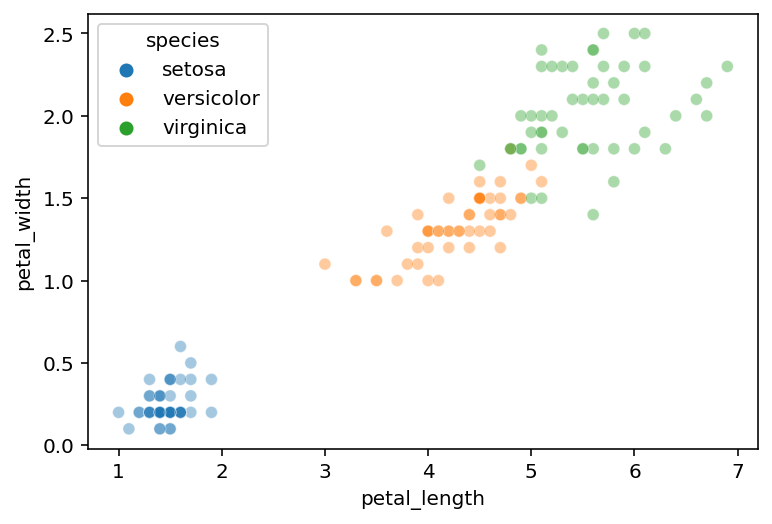 species
setosa
versicolor
virginica
petal_width
2.5
2.0
1.5
1.0
0.5
0.0
1 2 3 4 5 6 7
petal_length